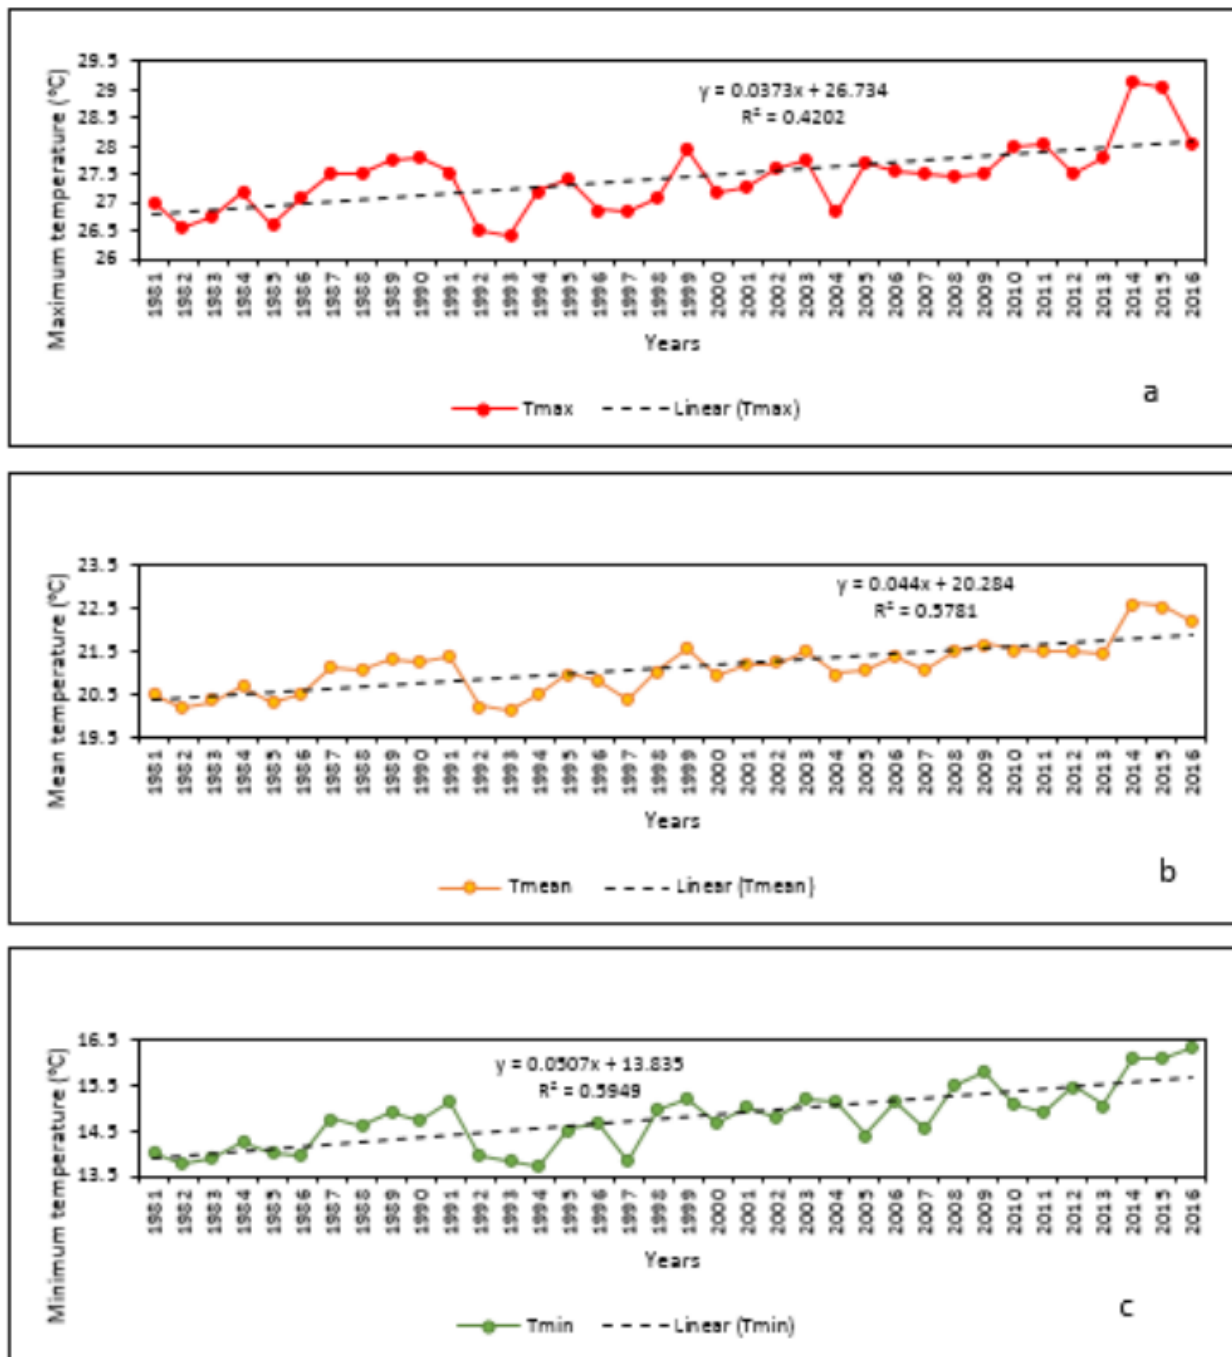 Maximum temperature (°C)
29.5
29
28.5
28
27.5
27
26.5
26
y = 0.0373x + 26.734
R² = 0.4202
1981 1982 1983 1984 1985 1986 1987 1988 1989 1990 1991 1992 1993 1994 1995 1996 1997 1998 1999 2000 2001 2002 2003 2004 2005 2006 2007 2008 2009 2010 2011 2012 2013 2014 2015 2016
Years
Tmax Linear (Tmax)
a
Mean temperature (°C)
23.5
22.5
21.5
20.5
19.5
y = 0.044x + 20.284
R² = 0.5781
1981 1982 1983 1984 1985 1986 1987 1988 1989 1990 1991 1992 1993 1994 1995 1996 1997 1998 1999 2000 2001 2002 2003 2004 2005 2006 2007 2008 2009 2010 2011 2012 2013 2014 2015 2016
Years
Tmean Linear (Tmean)
b
Minimum temperature (°C)
16.5
15.5
14.5
13.5
y = 0.0507x + 13.835
R² = 0.5949
1981 1982 1983 1984 1985 1986 1987 1988 1989 1990 1991 1992 1993 1994 1995 1996 1997 1998 1999 2000 2001 2002 2003 2004 2005 2006 2007 2008 2009 2010 2011 2012 2013 2014 2015 2016
Years
Tmin Linear (Tmin)
c